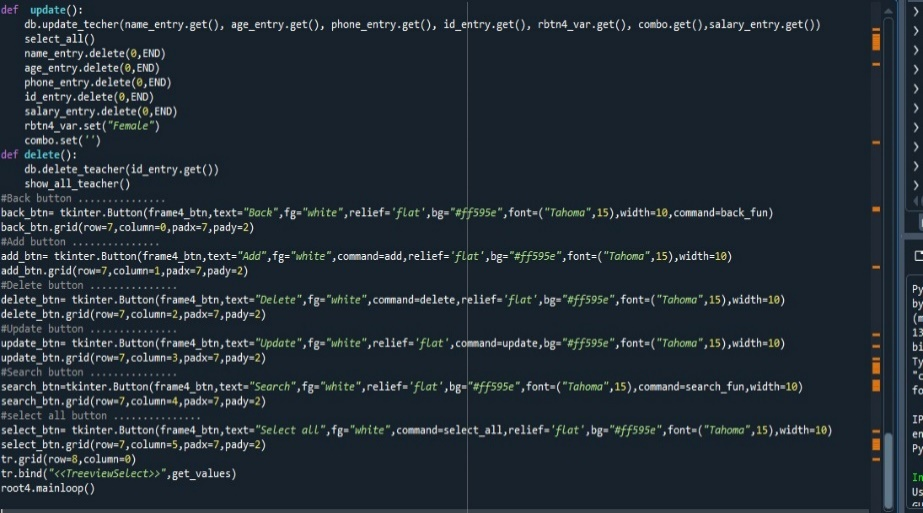 def  update():
    db.update_techer(name_entry.get(), age_entry.get(), phone_entry.get(), id_entry.get(), rbtn4_var.get(), combo.get(),salary_entry.get())
    select_all()
    name_entry.delete(0,END)
    age_entry.delete(0,END)
    phone_entry.delete(0,END)
    id_entry.delete(0,END)
    salary_entry.delete(0,END)
    rbtn4_var.set("Female")
    combo.set('')
def delete():
    db.delete_teacher(id_entry.get())
    show_all_teacher()
#Back button ...............
back_btn= tkinter.Button(frame4_btn,text="Back",fg="white",relief='flat',bg="#ff595e",font=("Tahoma",15),width=10,command=back_fun)
back_btn.grid(row=7,column=0,padx=7,pady=2)
#Add button ...............
add_btn= tkinter.Button(frame4_btn,text="Add",fg="white",command=add,relief='flat',bg="#ff595e",font=("Tahoma",15),width=10)
add_btn.grid(row=7,column=1,padx=7,pady=2)
#Delete button ...............
delete_btn= tkinter.Button(frame4_btn,text="Delete",fg="white",command=delete,relief='flat',bg="#ff595e",font=("Tahoma",15),width=10)
delete_btn.grid(row=7,column=2,padx=7,pady=2)
#Update button ...............
update_btn= tkinter.Button(frame4_btn,text="Update",fg="white",relief='flat',command=update,bg="#ff595e",font=("Tahoma",15),width=10)
update_btn.grid(row=7,column=3,padx=7,pady=2)
#Search button ...............
search_btn=tkinter.Button(frame4_btn,text="Search",fg="white",relief='flat',bg="#ff595e",font=("Tahoma",15),command=search_fun,width=10)
search_btn.grid(row=7,column=4,padx=7,pady=2)
#select all button ...............
select_btn= tkinter.Button(frame4_btn,text="Select all",fg="white",command=select_all,relief='flat',bg="#ff595e",font=("Tahoma",15),width=10)
select_btn.grid(row=7,column=5,padx=7,pady=2)
tr.grid(row=8,column=0)
tr.bind("<<TreeviewSelect>>",get_values)
root4.mainloop()
Py
by
(m
13
bi
Ty
"c
fo
IP
en
Py
In
Us